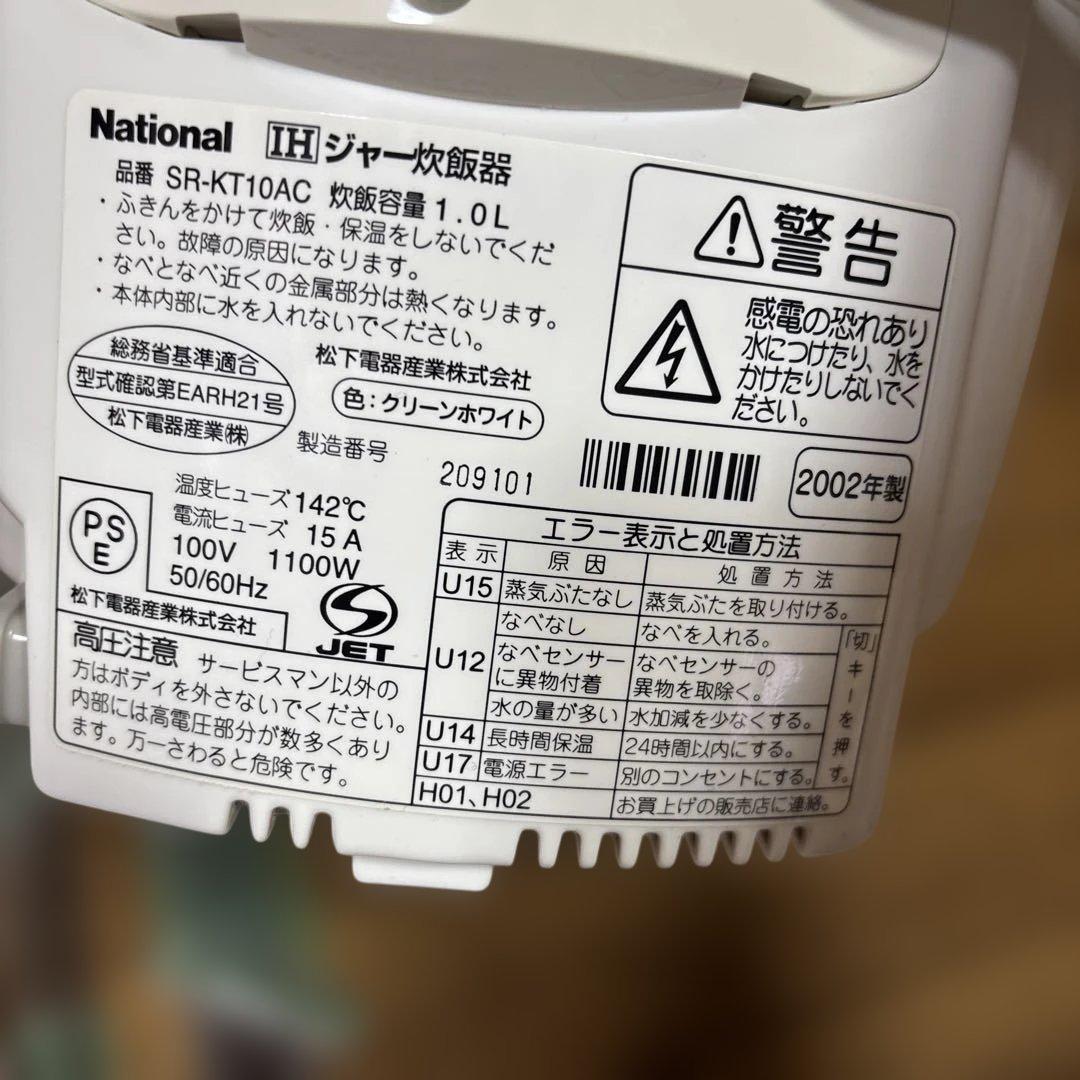 National IHジャー炊飯器
品番 SR-KT10AC 炊飯容量1.0L
・ふきんをかけて炊飯・保温をしないでくだ
さい。故障の原因になります。
・なべとなべ近くの金属部分は熱くなります。
・本体内部に水を入れないでください。
総務省基準適合
型式確認第EARH21号
松下電器産業㈱
松下電器産業株式会社
色：クリーンホワイト
製造番号 209101
2002年製
警告
感電の恐れあり
水につけたり、水を
かけたりしないでく
ださい。
PS
E
温度ヒューズ 142℃
電流ヒューズ 15A
100V 1100W
50/60Hz
松下電器産業株式会社
S
JET
高圧注意 サービスマン以外の
方はボディを外さないでください。
内部には高電圧部分が数多くあり
ます。万一さわると危険です。
エラー表示と処置方法
表示 原因 処置方法
U15 蒸気ぶたなし 蒸気ぶたを取り付ける。
U12 なべなし なべを入れる。
なべセンサー
に異物付着
なべセンサーの
異物を取除く。
水の量が多い 水加減を少なくする。
U14 長時間保温 24時間以内にする。
U17 電源エラー 別のコンセントにする。
「切」キーを押す。
H01、H02 お買上げの販売店に連絡。